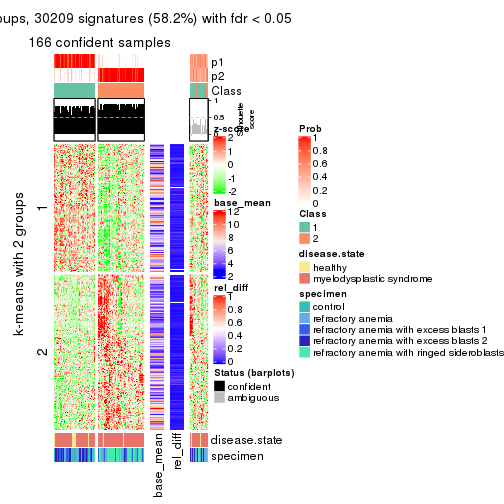 oups, 30209 signatures (58.2%) with fdr < 0.05
166 confident samples
p1
p2
Class
1
0.5
0
Silhouette
score
z-score
2
1
0
-1
-2
base_mean
12
10
8
6
4
2
rel_diff
1
0.8
0.6
0.4
0.2
0
Status (barplots)
confident
ambiguous
Prob
1
0.8
0.6
0.4
0.2
0
Class
1
2
disease.state
healthy
myelodysplastic syndrome
specimen
control
refractory anemia
refractory anemia with excess blasts 1
refractory anemia with excess blasts 2
refractory anemia with ringed sideroblasts
k-means with 2 groups
1
2
disease.state
specimen
base_mean
rel_diff